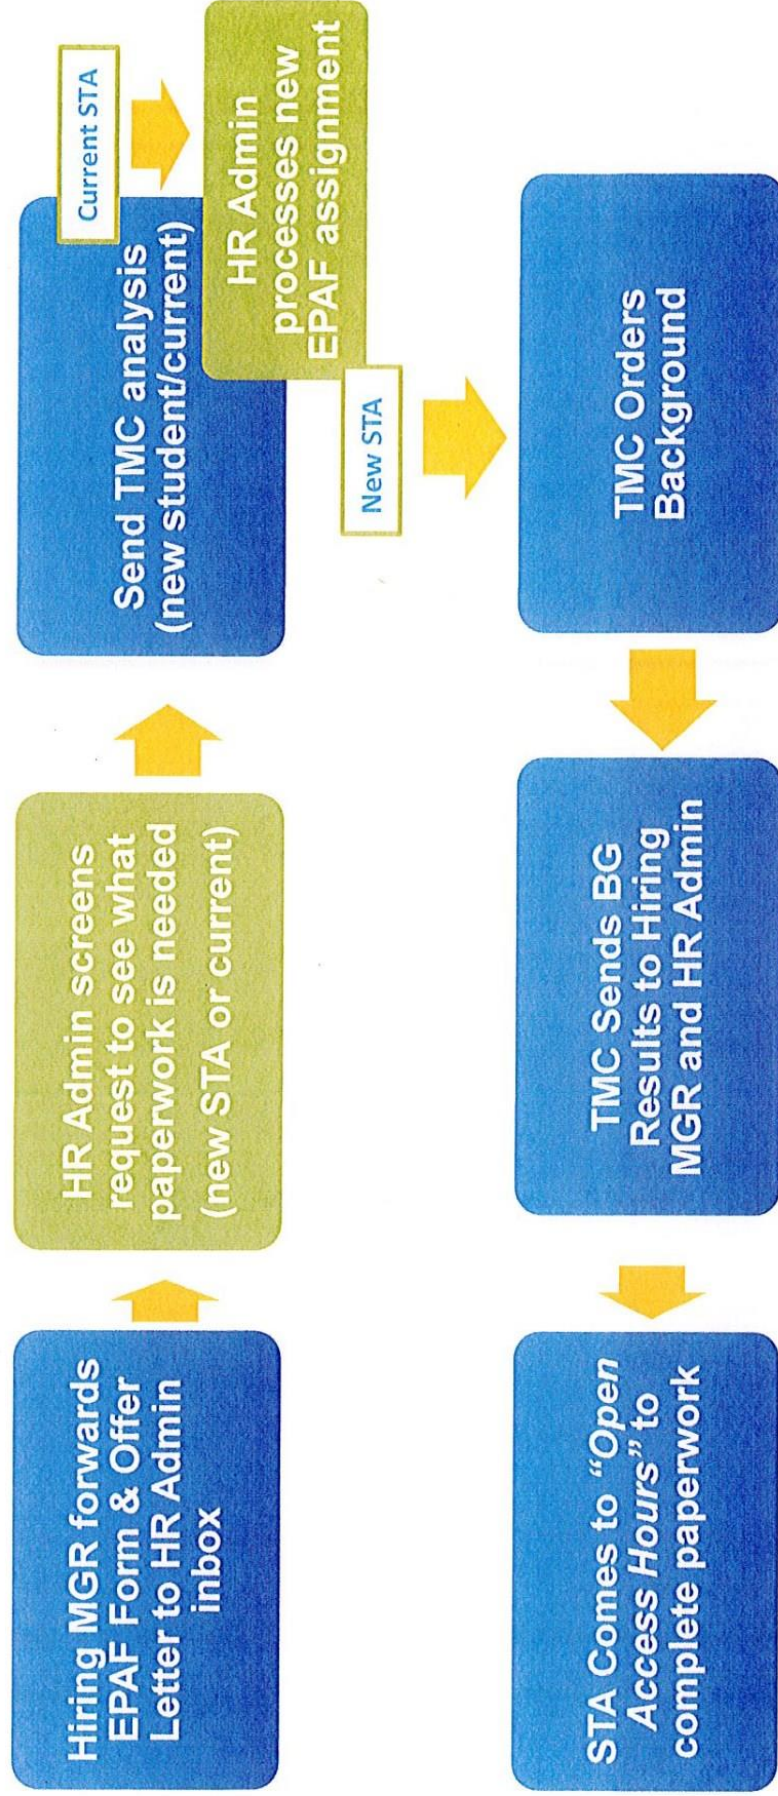 Hiring MGR forwards
EPAF Form & Offer
Letter to HR Admin
inbox
HR Admin screens
request to see what
paperwork is needed
(new STA or current)
Send TMC analysis
(new student/current)
Current STA
HR Admin
processes new
EPAF assignment
New STA
TMC Orders
Background
TMC Sends BG
Results to Hiring
MGR and HR Admin
STA Comes to "Open
Access Hours" to
complete paperwork